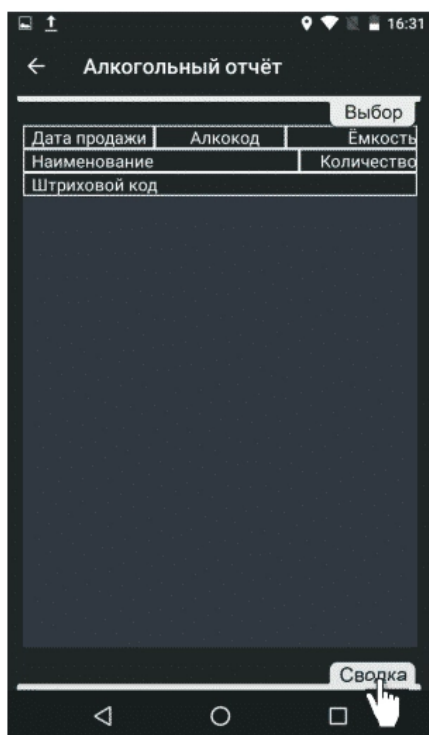 16:31
Алкогольный отчёт
Выбор
Дата продажи Алкокод Ёмкость
Наименование Количество
Штриховой код
Сводка